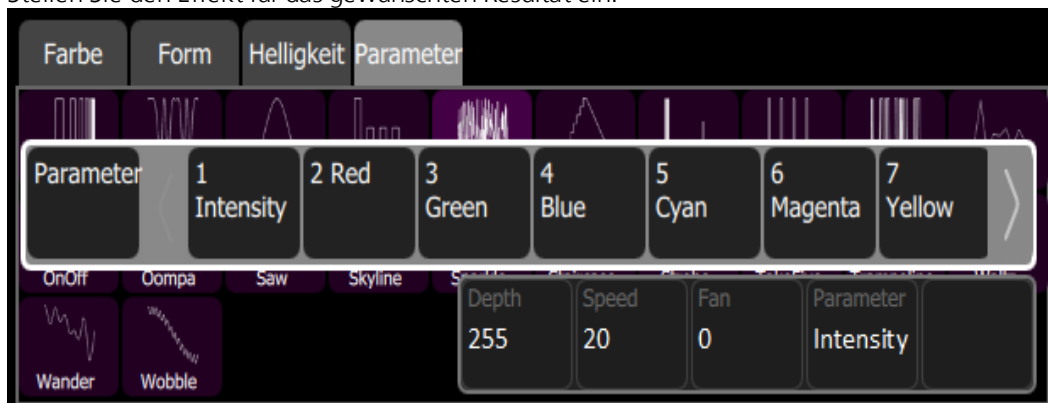 Stellen Sie den Effekt für das gewünschten Resultat ein.
Farbe Form Helligkeit Parameter
Parameter 1 Intensity 2 Red 3 Green 4 Blue 5 Cyan 6 Magenta 7 Yellow
OnOff Oompa Saw Skyline
Depth Speed Fan Parameter
255 20 0 Intensity
Wander Wobble